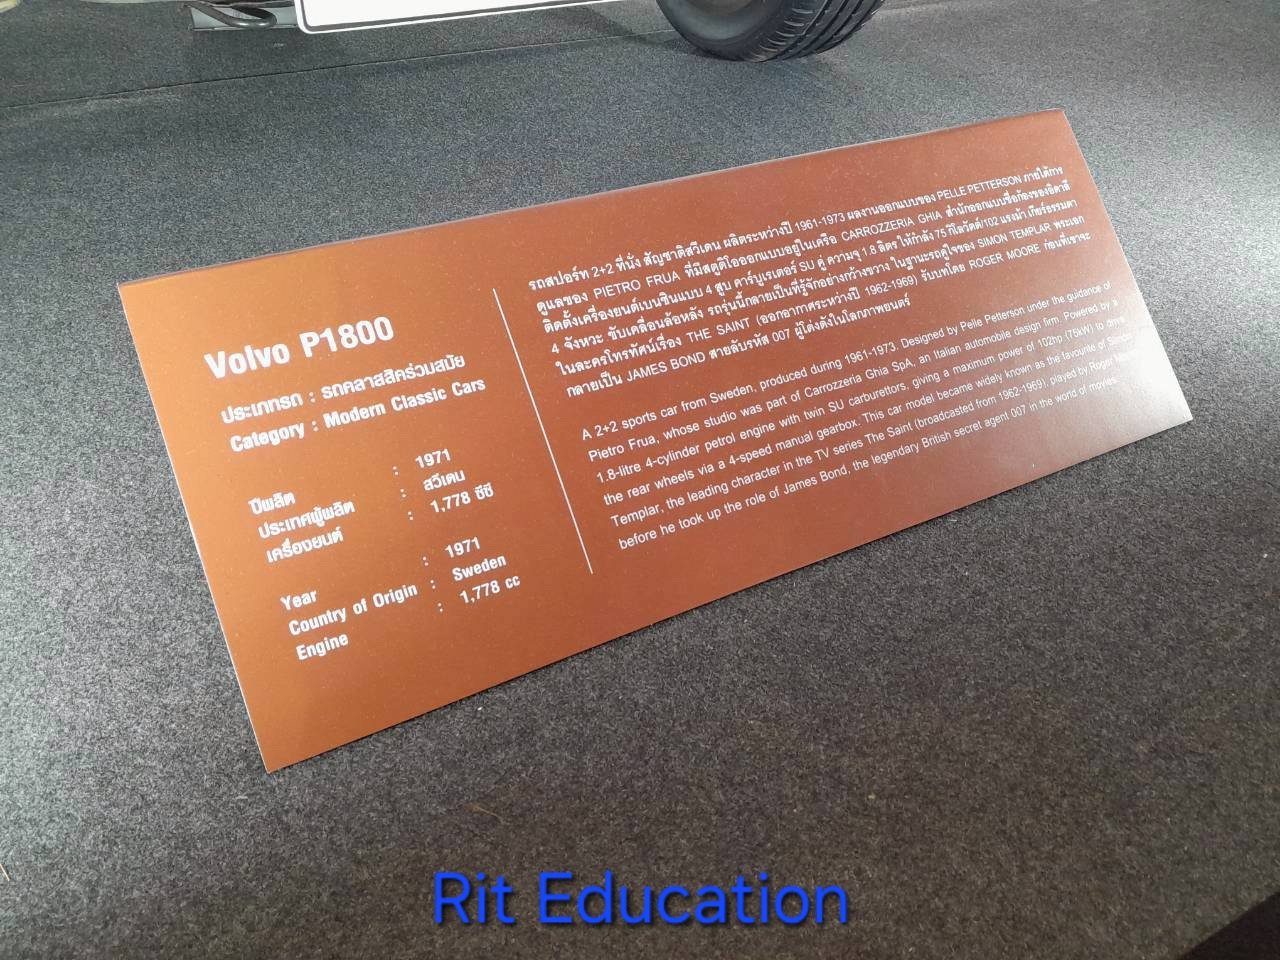 Volvo P1800
ประเภทรถ : รถคลาสสิคร่วมสมัย
Category : Modern Classic Cars
ปีผลิต : 1971
ประเทศผู้ผลิต : สวีเดน
เครื่องยนต์ : 1,778 ซีซี
Year : 1971
Country of Origin : Sweden
Engine : 1,778 cc
รถสปอร์ท 2+2 ที่นั่ง สัญชาติสวีเดน ผลิตระหว่างปี 1961-1973 ผลงานออกแบบของ PELLE PETTERSON ภายใต้การ
ดูแลของ PIETRO FRUA ที่มีสตูดิโอออกแบบอยู่ในเครือ CARROZZERIA GHIA สำนักออกแบบชื่อก้องของอิตาลี
ติดตั้งเครื่องยนต์เบนซินแบบ 4 สูบ คาร์บูเรเตอร์ SU คู่ ความจุ 1.8 ลิตร ให้กำลัง 75 กิโลวัตต์/102 แรงม้า เกียร์ธรรมดา
4 จังหวะ ขับเคลื่อนล้อหลัง รถรุ่นนี้กลายเป็นที่รู้จักอย่างกว้างขวาง ในฐานะรถคู่ใจของ SIMON TEMPLAR พระเอก
ในละครโทรทัศน์เรื่อง THE SAINT (ออกอากาศระหว่างปี 1962-1969) รับบทโดย ROGER MOORE ก่อนที่เขาจะ
กลายเป็น JAMES BOND สายลับรหัส 007 ผู้โด่งดังในโลกภาพยนตร์
A 2+2 sports car from Sweden, produced during 1961-1973. Designed by Pelle Petterson under the guidance of
Pietro Frua, whose studio was part of Carrozzeria Ghia SpA, an Italian automobile design firm. Powered by a
1.8-litre 4-cylinder petrol engine with twin SU carburettors, giving a maximum power of 102hp (75kW) to drive
the rear wheels via a 4-speed manual gearbox. This car model became widely known as the favourite of Simon
Templar, the leading character in the TV series The Saint (broadcasted from 1962-1969), played by Roger Moore
before he took up the role of James Bond, the legendary British secret agent 007 in the world of movies.
Rit Education